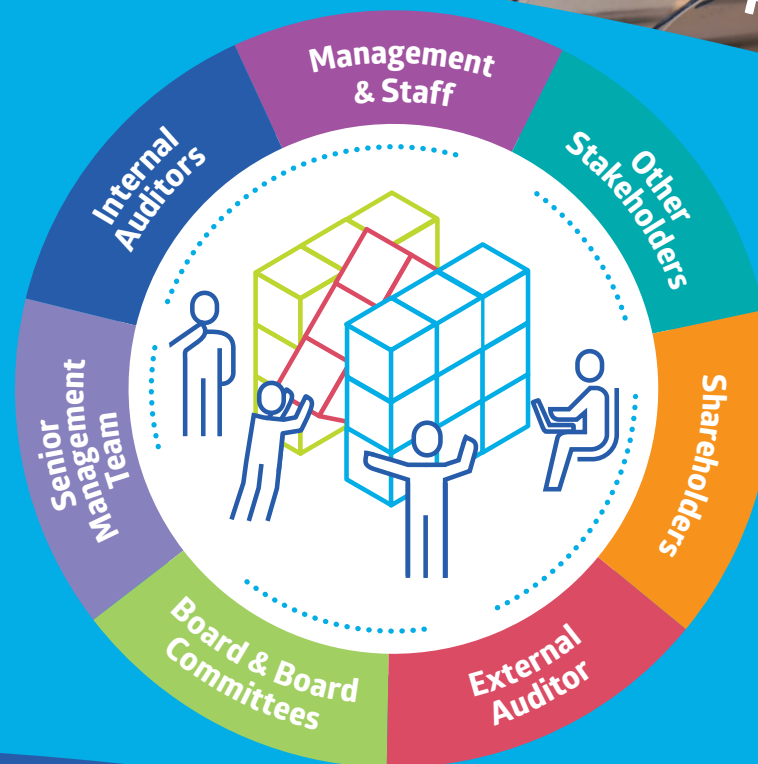 Management
& Staff
Other
Stakeholders
Shareholders
External
Auditor
Board & Board
Committees
Senior
Management
Team
Internal
Auditors